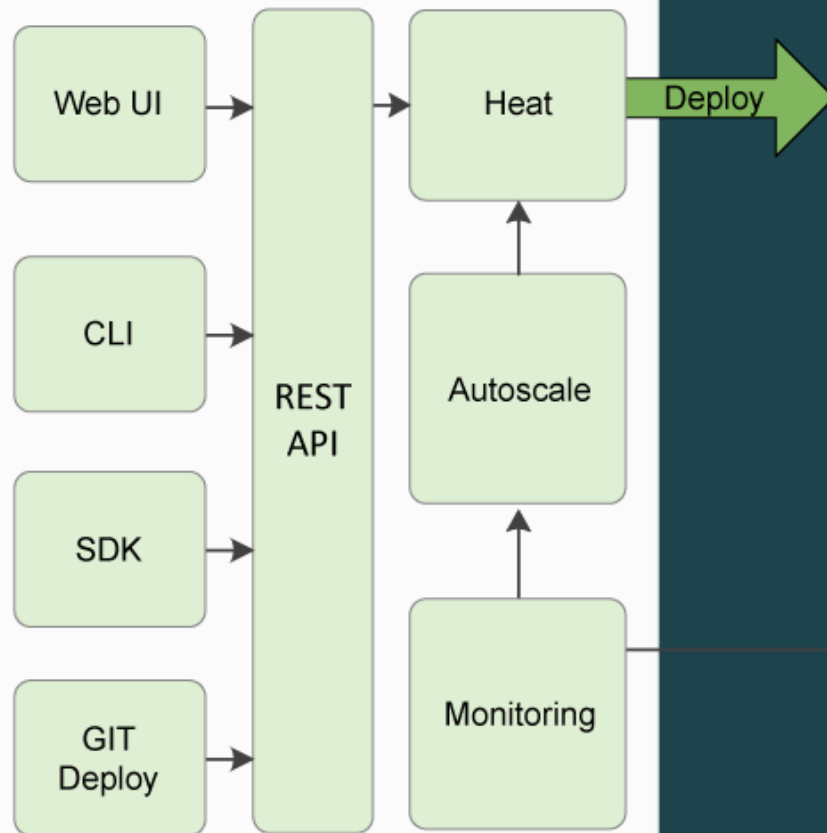 Web UI
CLI
SDK
GIT
Deploy
REST
API
Heat
Autoscale
Monitoring
Deploy